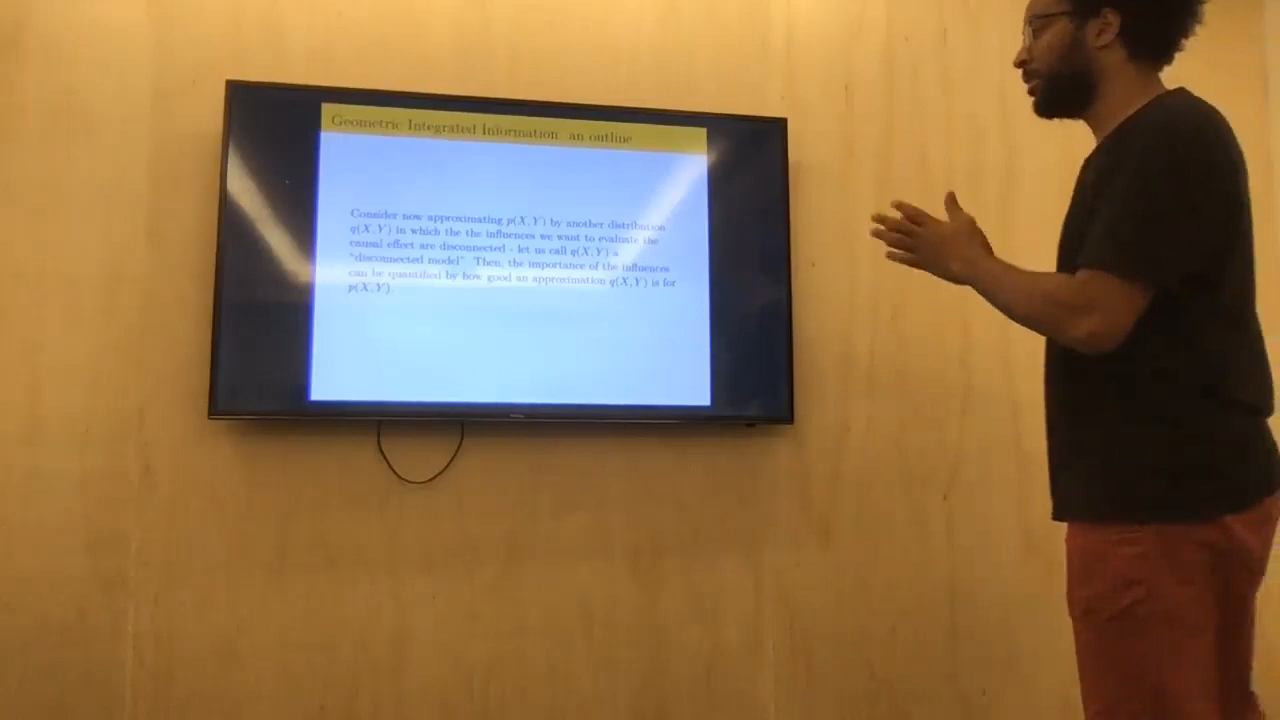 Geometric Integrated Information: an outline
Consider now approximating p(X, Y) by another distribution
q(X, Y) in which the the influences we want to evaluate the
causal effect are disconnected - let us call q(X, Y) a
"disconnected model". Then, the importance of the influences
can be quantified by how good an approximation q(X, Y) is for
p(X, Y).